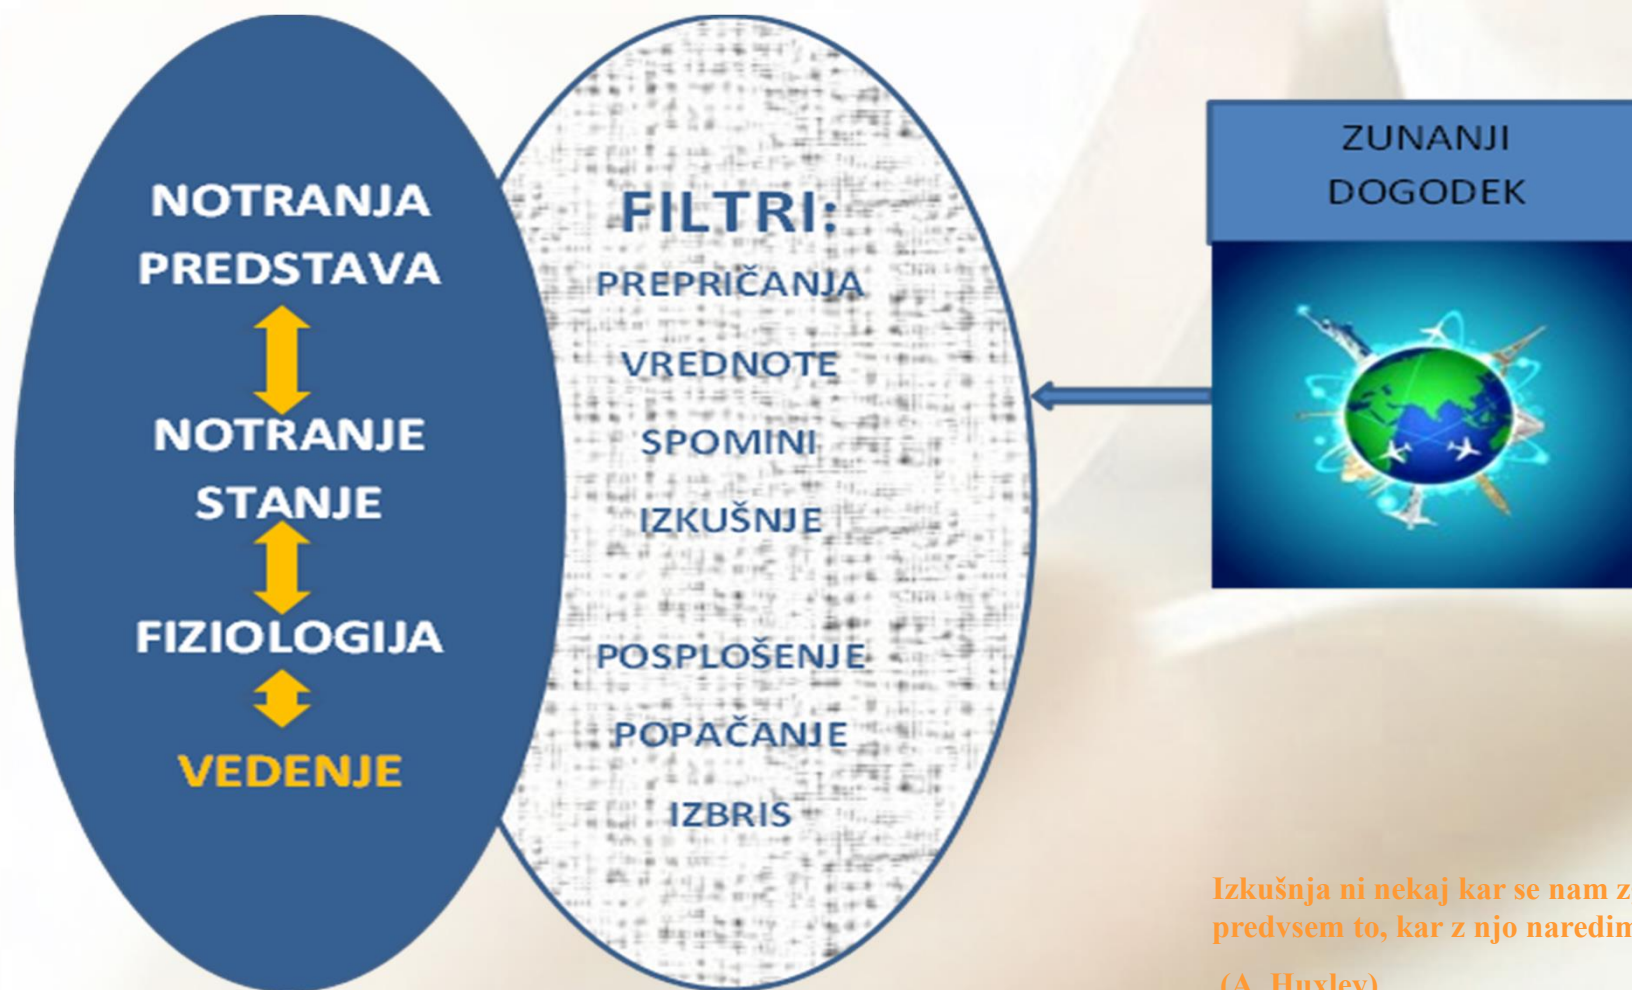 NOTRANJA
PREDSTAVA
NOTRANJE
STANJE
FIZIOLOGIJA
VEDENJE
FILTRI:
PREPRIČANJA
VREDNOTE
SPOMINI
IZKUŠNJE
POSPLOŠENJE
POPAČANJE
IZBRIS
ZUNANJI
DOGODEK
Izkušnja ni nekaj kar se nam
predvsem to, kar z njo
(A. Huxley)